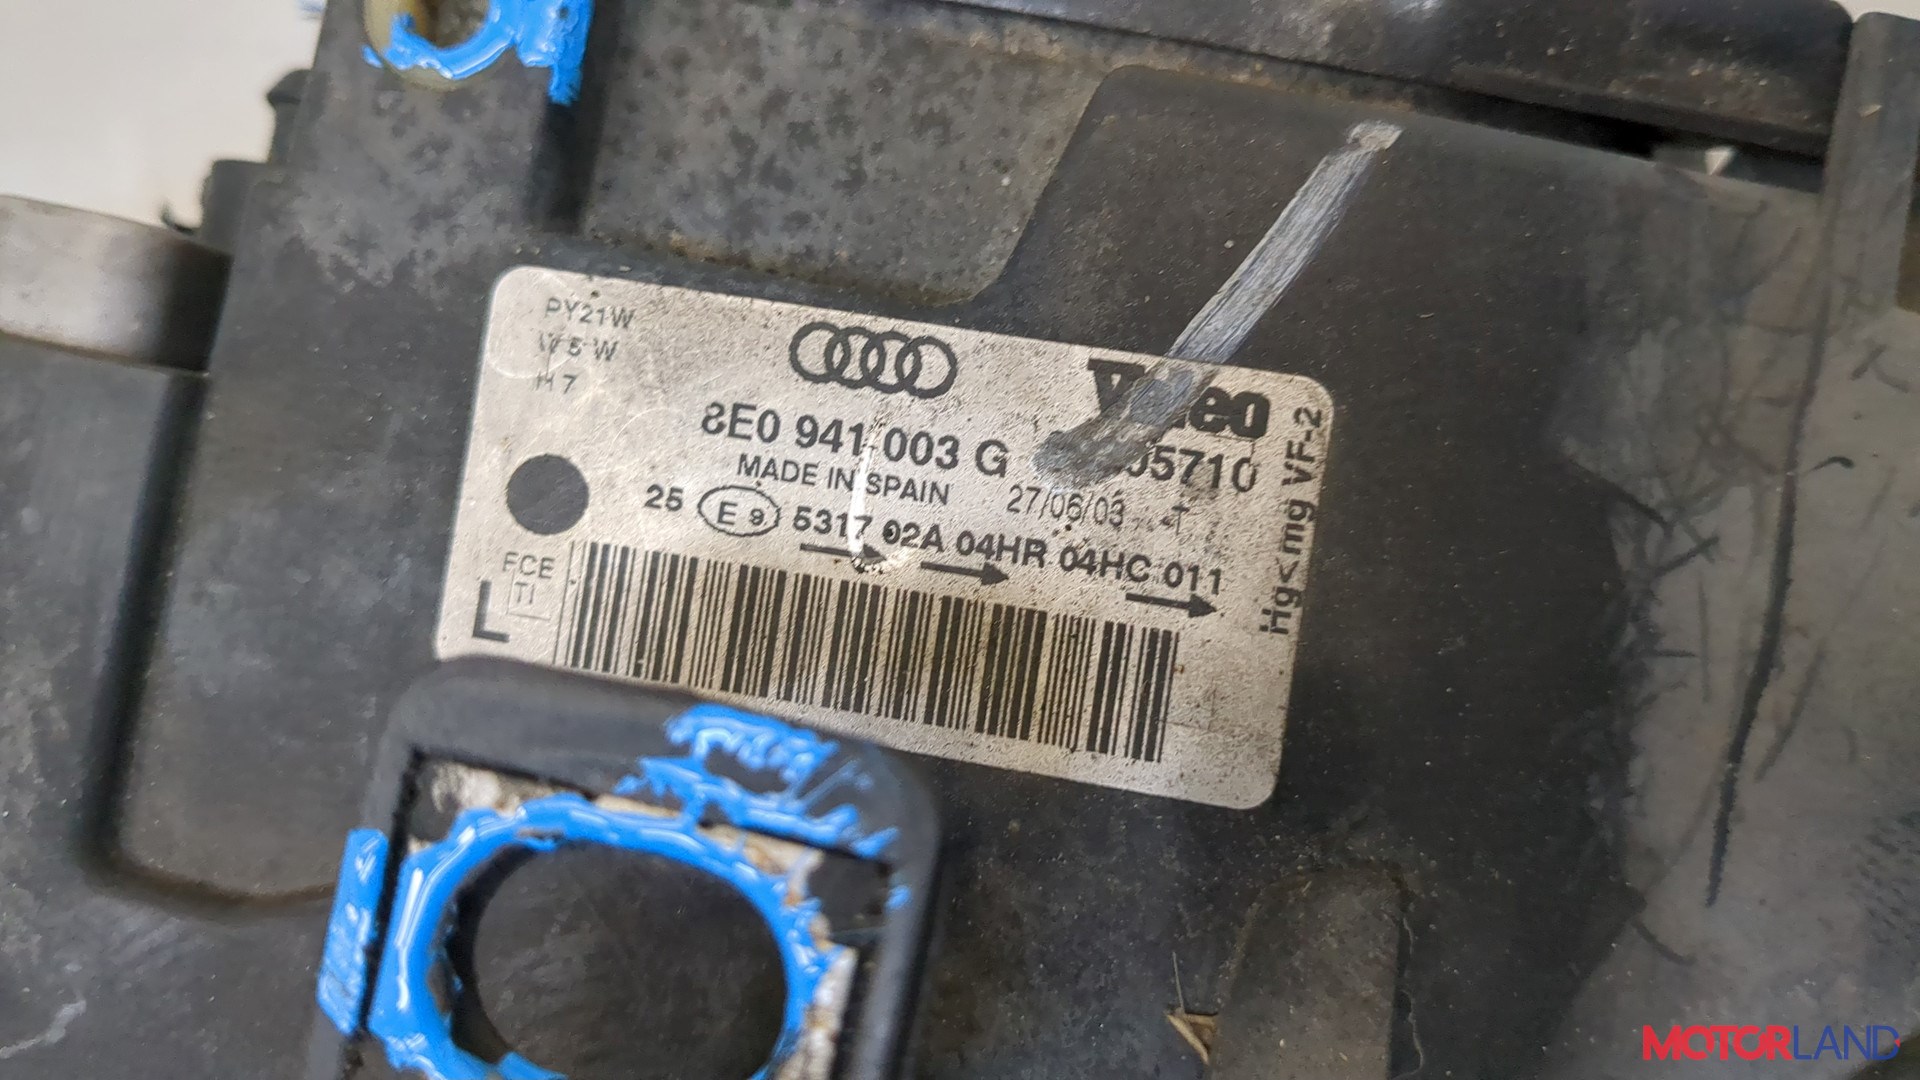 PY21W
W5W
H7
8E0 941 003 G
05710
MADE IN SPAIN 27/06/03
25 E9 5317 02A 04HR 04HC 011
Hg<mg VF-2
FCE
TI
L
MOTORLAND